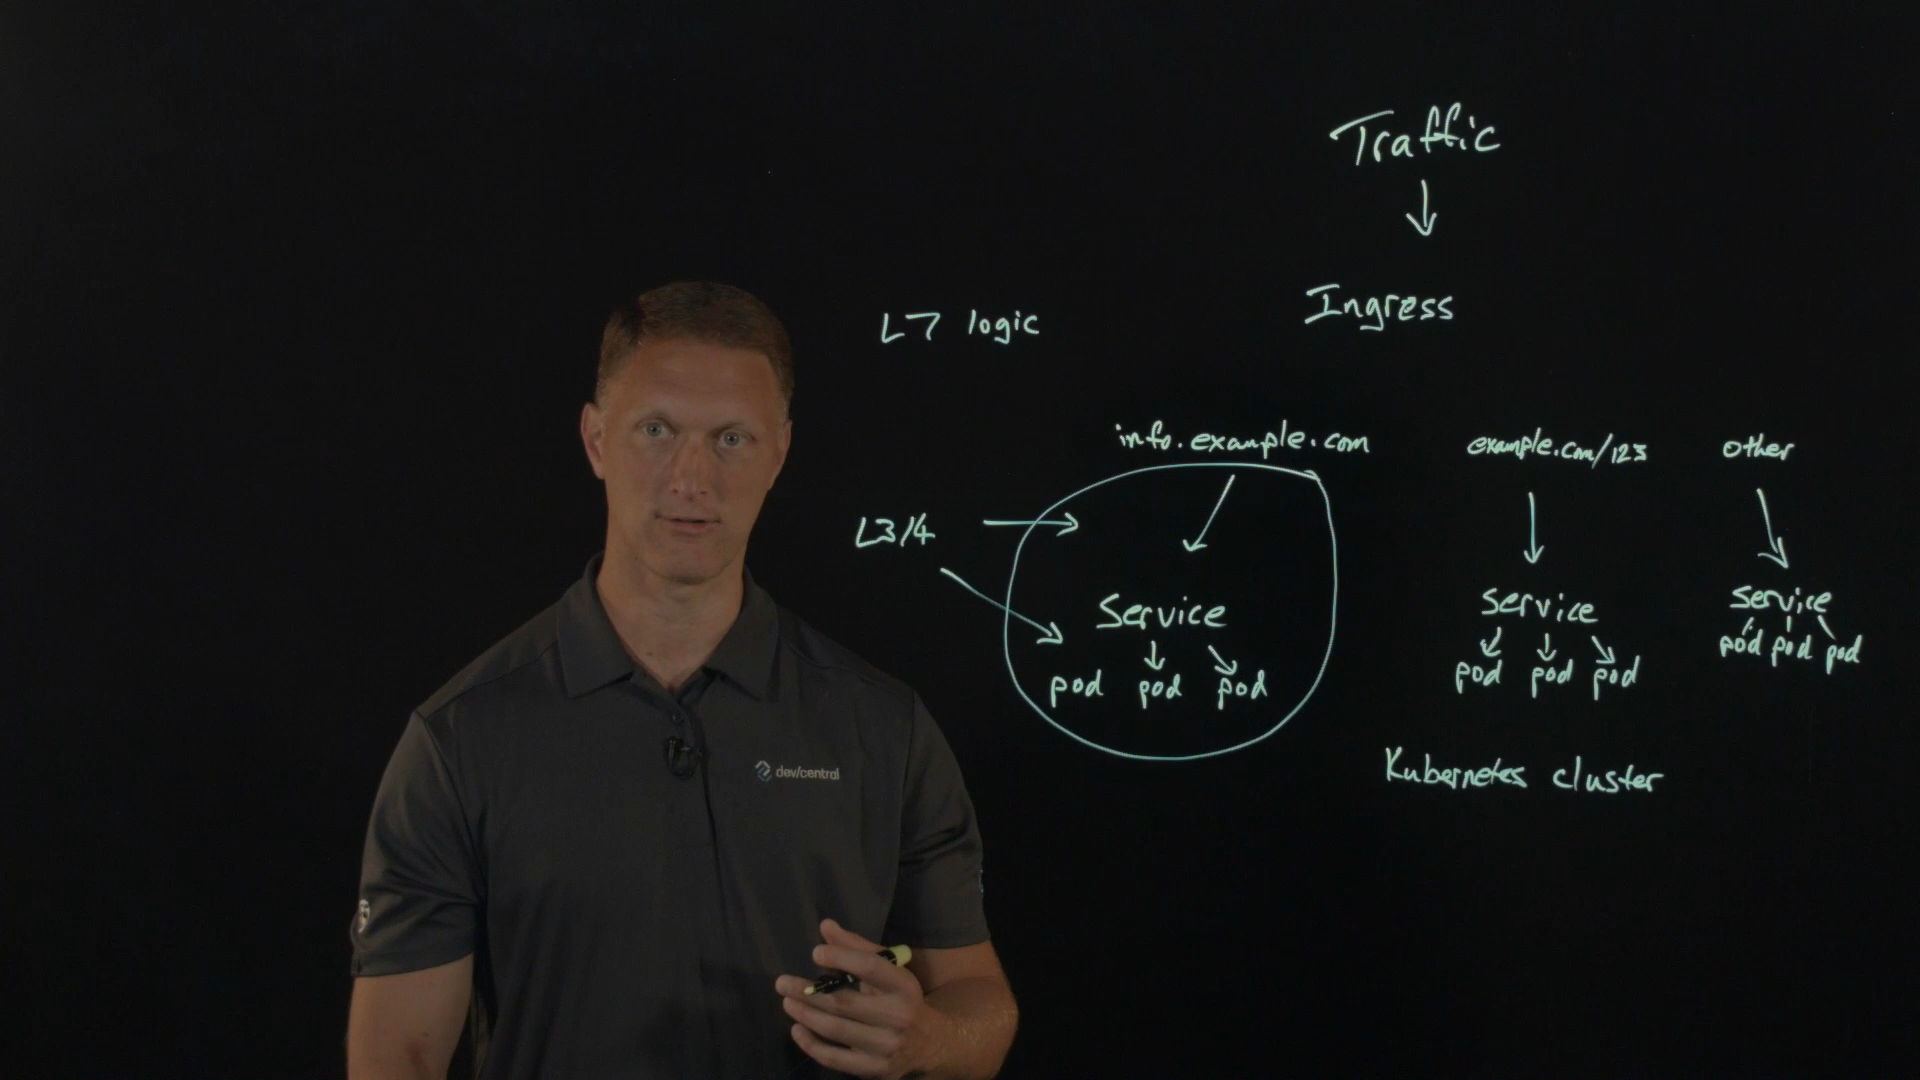 Traffic
Ingress
L7 logic
info.example.com
example.com/123
other
L3/4
Service
service
service
pod pod pod
pod pod pod
pod pod pod
Kubernetes cluster
dev/central